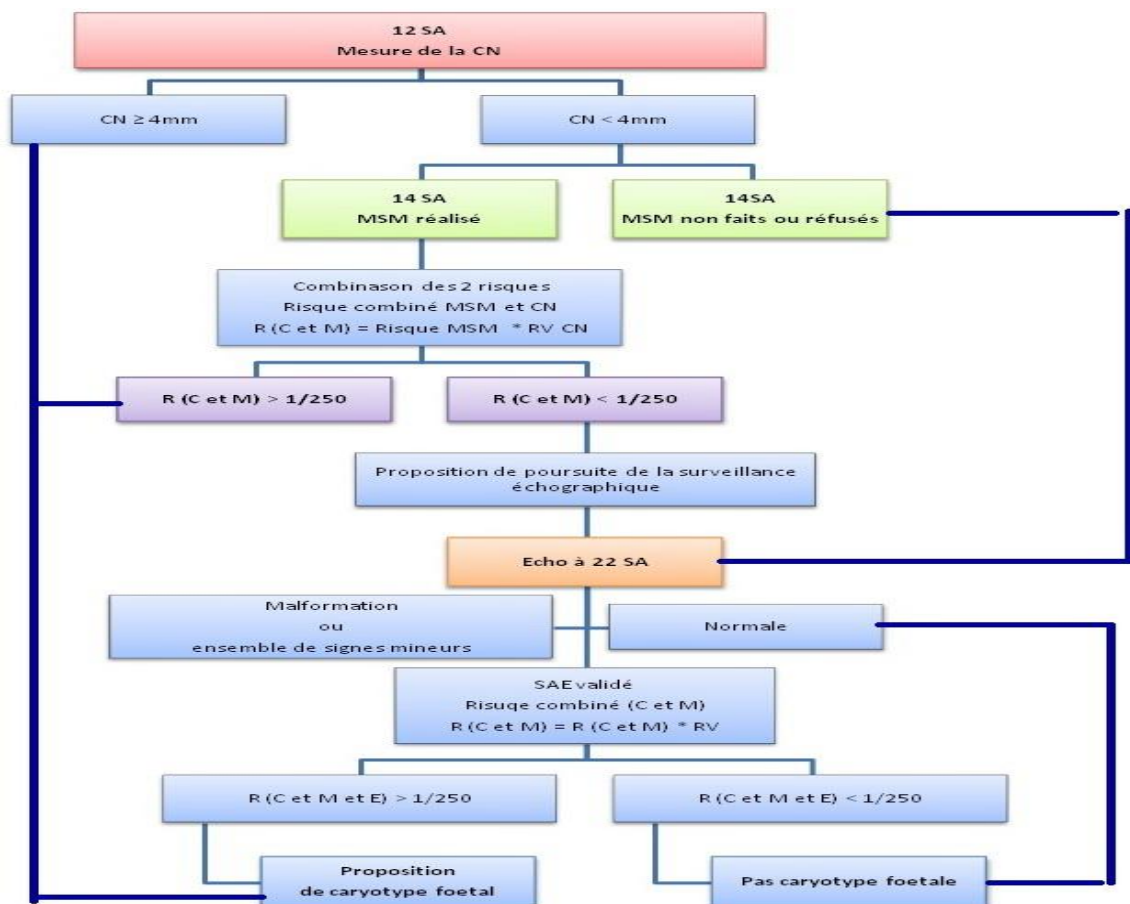 12 SA
Mesure de la CN
CN ≥ 4mm
CN < 4mm
14 SA
MSM réalisé
14SA
MSM non faits ou réfusés
Combinason des 2 risques
Risque combiné MSM et CN
R (C et M) = Risque MSM * RV CN
R (C et M) > 1/250
R (C et M) < 1/250
Proposition de poursuite de la surveillance
échographique
Echo à 22 SA
Malformation
ou
ensemble de signes mineurs
Normale
SAE validé
Risuqe combiné (C et M)
R (C et M) = R (C et M) * RV
R (C et M et E) > 1/250
R (C et M et E) < 1/250
Proposition
de caryotype foetal
Pas caryotype foetale